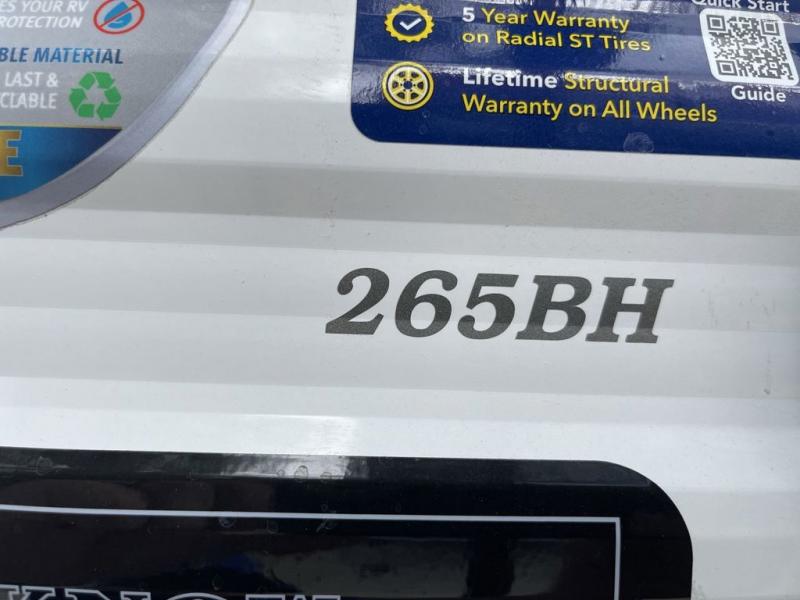 ES YOUR RV
PROTECTION
BLE MATERIAL
LAST &
CLABLE
E
5 Year Warranty
on Radial ST Tires
Lifetime Structural
Warranty on All Wheels
Quick Start
Guide
265BH